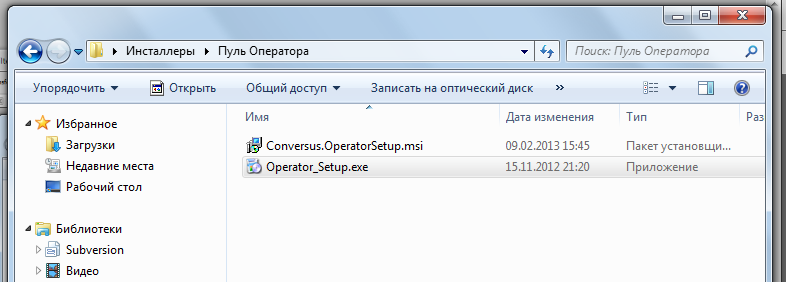 Ite
Инсталлеры Пуль Оператора Поиск: Пуль Оператора
Упорядочить Открыть Общий доступ Записать на оптический диск »
Имя Дата изменения Тип Раз
Избранное
Загрузки
Недавние места
Рабочий стол
Библиотеки
Subversion
Видео
Conversus.OperatorSetup.msi 09.02.2013 15:45 Пакет установщи...
Operator_Setup.exe 15.11.2012 21:20 Приложение